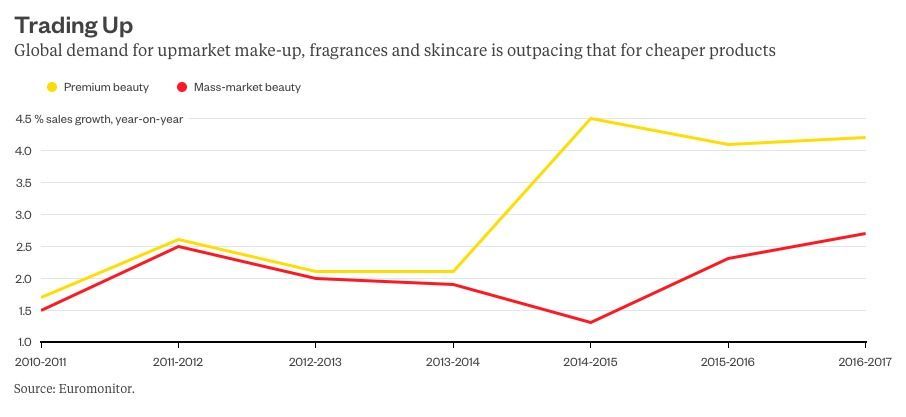 Trading Up
Global demand for upmarket make-up, fragrances and skincare is outpacing that for cheaper products
Premium beauty
Mass-market beauty
4.5 % sales growth, year-on-year
4.0
3.5
3.0
2.5
2.0
1.5
1.0
2010-2011
2011-2012
2012-2013
2013-2014
2014-2015
2015-2016
2016-2017
Source: Euromonitor.